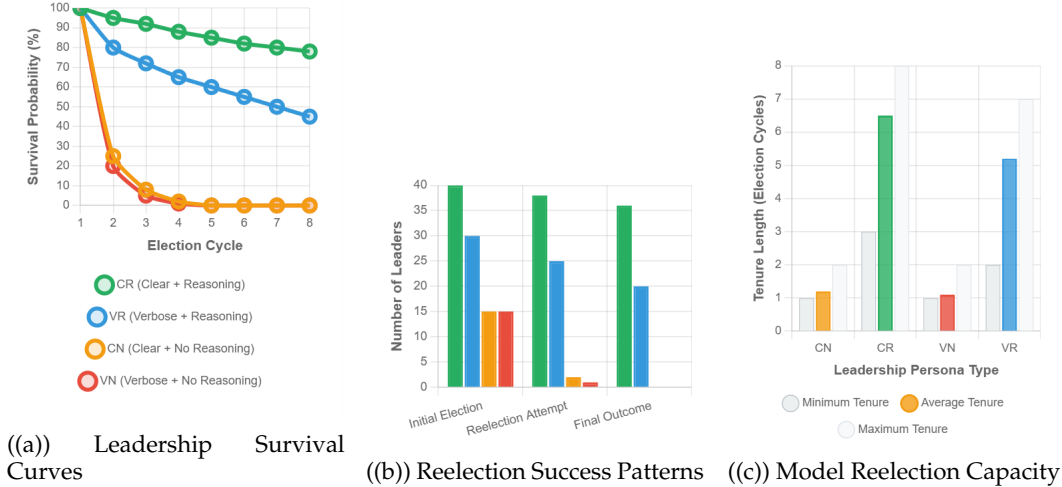 100
90
80
70
60
50
40
30
20
10
0
Survival Probability (%)
1 2 3 4 5 6 7 8
Election Cycle
CR (Clear + Reasoning)
VR (Verbose + Reasoning)
CN (Clear + No Reasoning)
VN (Verbose + No Reasoning)
((a)) Leadership Survival
Curves
40
35
30
25
20
15
10
5
0
Number of Leaders
Initial Election
Reelection Attempt
Final Outcome
((b)) Reelection Success Patterns
8
7
6
5
4
3
2
1
0
Tenure Length (Election Cycles)
CN CR VN VR
Leadership Persona Type
Minimum Tenure
Average Tenure
Maximum Tenure
((c)) Model Reelection Capacity